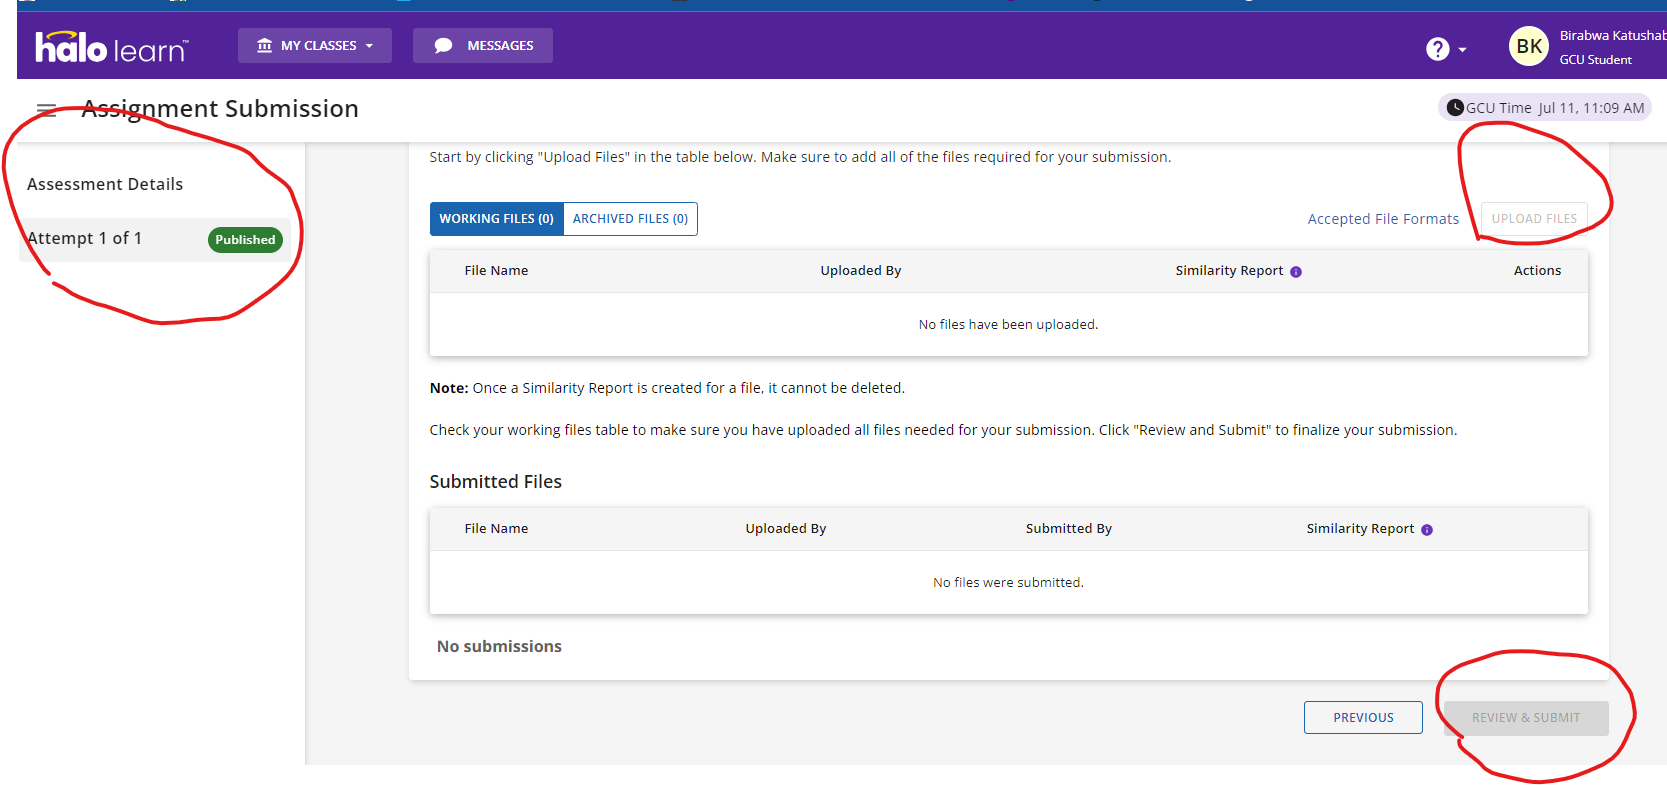 halo learn™
MY CLASSES
MESSAGES
?
BK
Birabwa Katushab
GCU Student
Assignment Submission
GCU Time Jul 11, 11:09 AM
Assessment Details
Attempt 1 of 1
Published
Start by clicking "Upload Files" in the table below. Make sure to add all of the files required for your submission.
WORKING FILES (0)
ARCHIVED FILES (0)
Accepted File Formats
UPLOAD FILES
File Name
Uploaded By
Similarity Report i
Actions
No files have been uploaded.
Note: Once a Similarity Report is created for a file, it cannot be deleted.
Check your working files table to make sure you have uploaded all files needed for your submission. Click "Review and Submit" to finalize your submission.
Submitted Files
File Name
Uploaded By
Submitted By
Similarity Report i
No files were submitted.
No submissions
PREVIOUS
REVIEW & SUBMIT